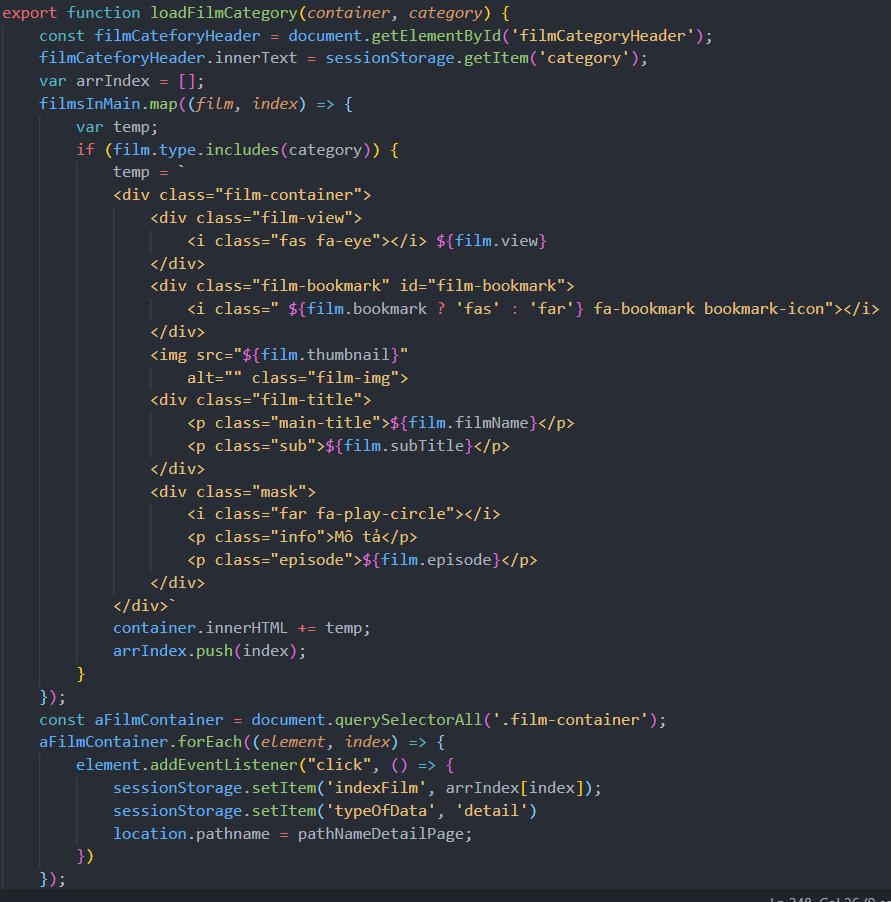 export function loadFilmCategory(container, category) {
    const filmCateforyHeader = document.getElementById('filmCategoryHeader');
    filmCateforyHeader.innerText = sessionStorage.getItem('category');
    var arrIndex = [];
    filmsInMain.map((film, index) => {
        var temp;
        if (film.type.includes(category)) {
            temp = `
            <div class="film-container">
                <div class="film-view">
                    <i class="fas fa-eye"></i> ${film.view}
                </div>
                <div class="film-bookmark" id="film-bookmark">
                    <i class=" ${film.bookmark ? 'fas' : 'far'} fa-bookmark bookmark-icon"></i>
                </div>
                <img src="${film.thumbnail}"
                    alt="" class="film-img">
                <div class="film-title">
                    <p class="main-title">${film.filmName}</p>
                    <p class="sub">${film.subTitle}</p>
                </div>
                <div class="mask">
                    <i class="far fa-play-circle"></i>
                    <p class="info">Mô tả</p>
                    <p class="episode">${film.episode}</p>
                </div>
            </div>`
            container.innerHTML += temp;
            arrIndex.push(index);
        }
    });
    const aFilmContainer = document.querySelectorAll('.film-container');
    aFilmContainer.forEach((element, index) => {
        element.addEventListener("click", () => {
            sessionStorage.setItem('indexFilm', arrIndex[index]);
            sessionStorage.setItem('typeOfData', 'detail')
            location.pathname = pathNameDetailPage;
        })
    });